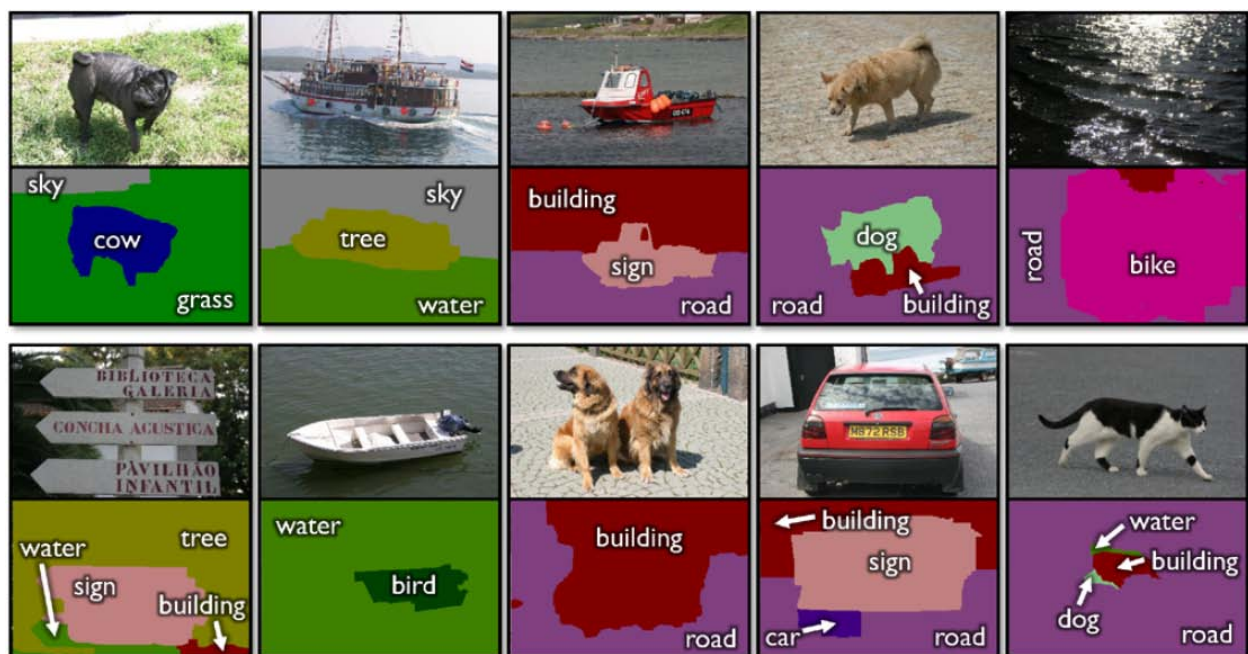 sky
cow
grass
sky
tree
water
building
sign
road
dog
road
building
road
bike
BIBLIOTECA
GALERIA
CONCHA ACUSTICA
PAVILHÃO
INFANTIL
M872 RSB
water
tree
sign
building
water
bird
building
road
building
sign
car
road
water
building
dog
road